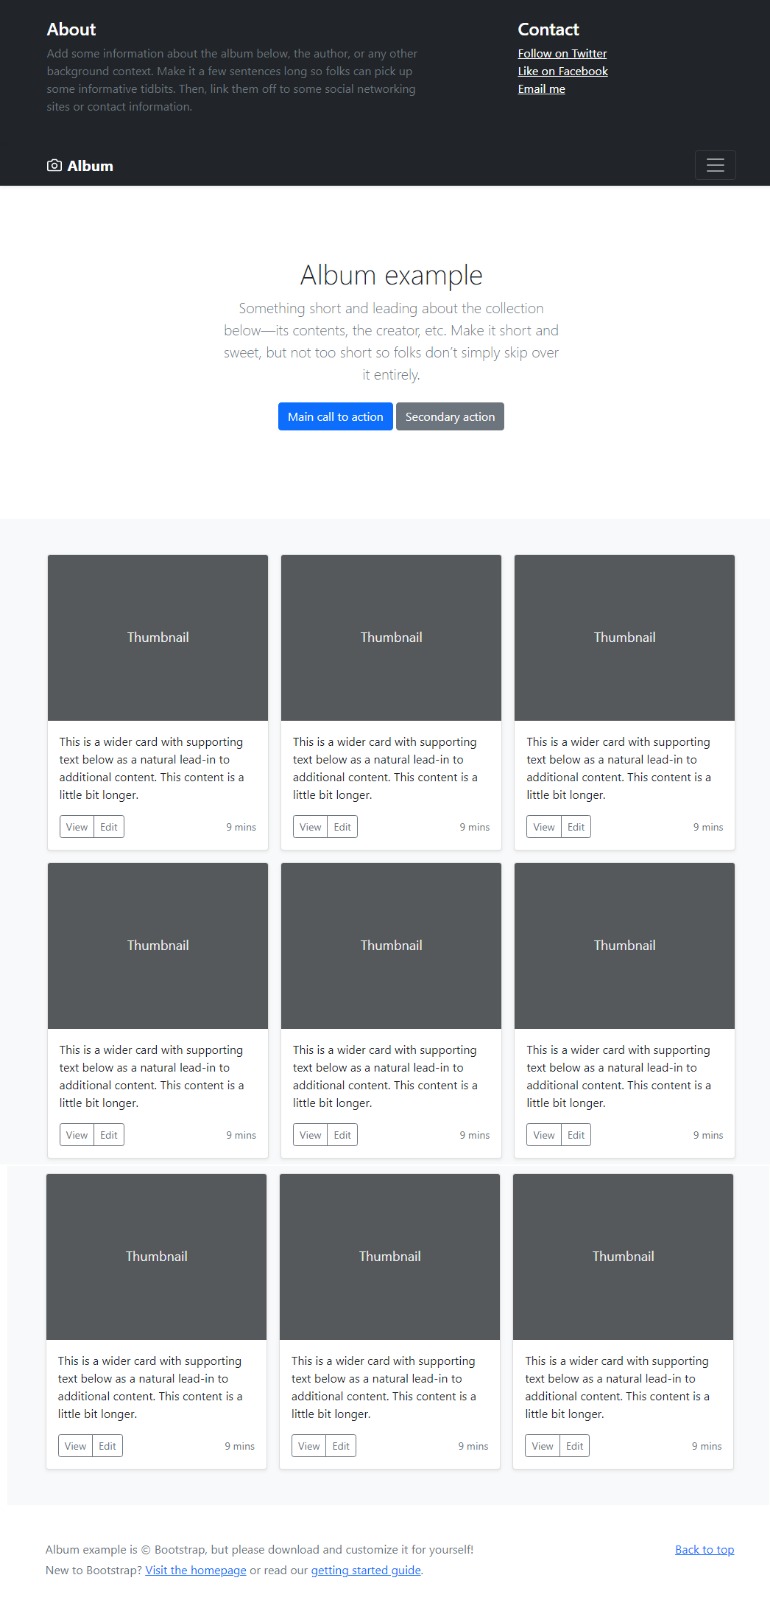 About
Add some information about the album below, the author, or any other
background context. Make it a few sentences long so folks can pick up
some informative tidbits. Then, link them off to some social networking
sites or contact information.
Contact
Follow on Twitter
Like on Facebook
Email me
Album
Album example
Something short and leading about the collection
below—its contents, the creator, etc. Make it short and
sweet, but not too short so folks don't simply skip over
it entirely.
Main call to action Secondary action
Thumbnail
This is a wider card with supporting
text below as a natural lead-in to
additional content. This content is a
little bit longer.
View Edit 9 mins
Thumbnail
This is a wider card with supporting
text below as a natural lead-in to
additional content. This content is a
little bit longer.
View Edit 9 mins
Thumbnail
This is a wider card with supporting
text below as a natural lead-in to
additional content. This content is a
little bit longer.
View Edit 9 mins
Thumbnail
This is a wider card with supporting
text below as a natural lead-in to
additional content. This content is a
little bit longer.
View Edit 9 mins
Thumbnail
This is a wider card with supporting
text below as a natural lead-in to
additional content. This content is a
little bit longer.
View Edit 9 mins
Thumbnail
This is a wider card with supporting
text below as a natural lead-in to
additional content. This content is a
little bit longer.
View Edit 9 mins
Thumbnail
This is a wider card with supporting
text below as a natural lead-in to
additional content. This content is a
little bit longer.
View Edit 9 mins
Thumbnail
This is a wider card with supporting
text below as a natural lead-in to
additional content. This content is a
little bit longer.
View Edit 9 mins
Thumbnail
This is a wider card with supporting
text below as a natural lead-in to
additional content. This content is a
little bit longer.
View Edit 9 mins
Album example is © Bootstrap, but please download and customize it for yourself!
New to Bootstrap? Visit the homepage or read our getting started guide.
Back to top